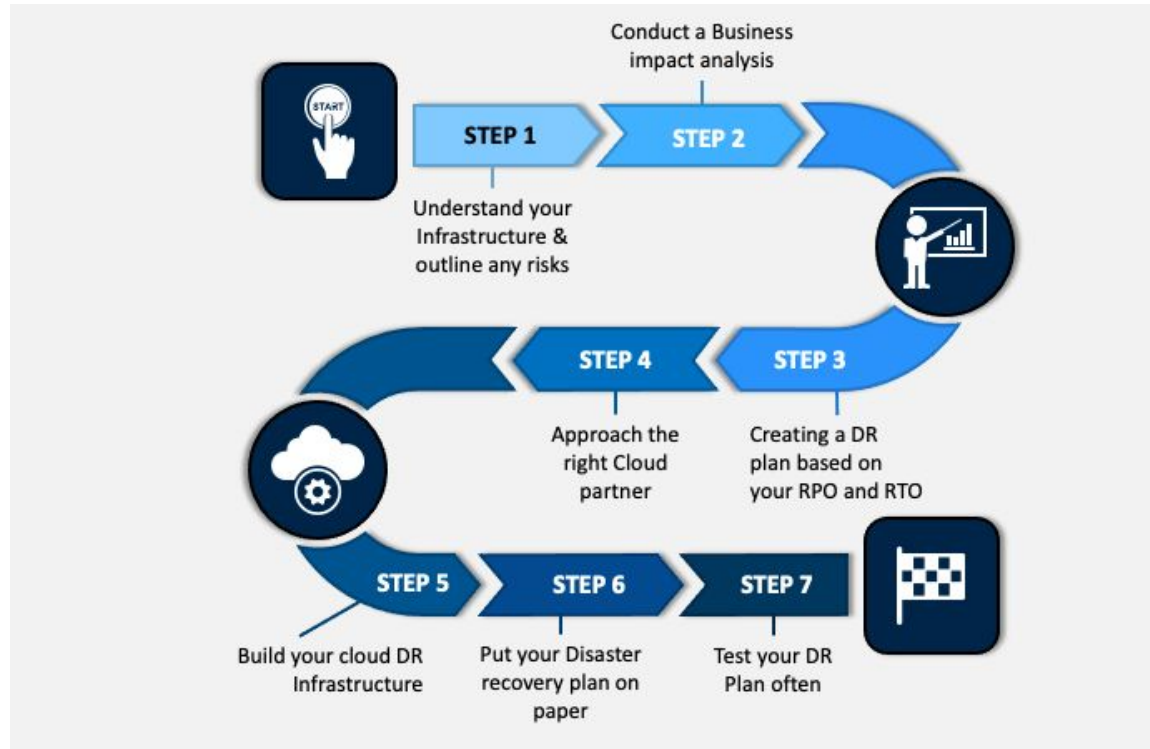 START
STEP 1
Understand your
Infrastructure &
outline any risks
Conduct a Business
impact analysis
STEP 2
STEP 3
Creating a DR
plan based on
your RPO and RTO
STEP 4
Approach the
right Cloud
partner
STEP 5
Build your cloud DR
Infrastructure
STEP 6
Put your Disaster
recovery plan on
paper
STEP 7
Test your DR
Plan often